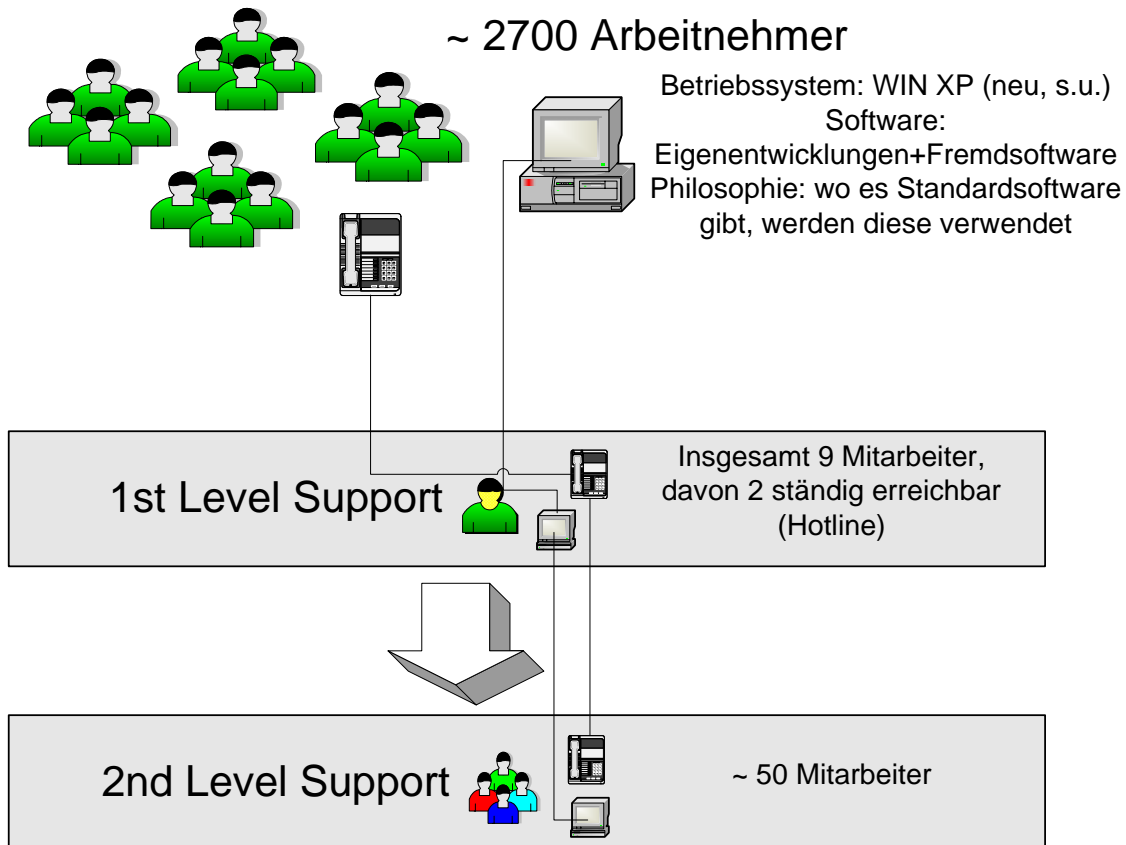 ~ 2700 Arbeitnehmer
Betriebssystem: WIN XP (neu, s.u.)
Software:
Eigenentwicklungen+Fremdsoftware
Philosophie: wo es Standardsoftware
gibt, werden diese verwendet
1st Level Support
Insgesamt 9 Mitarbeiter,
davon 2 ständig erreichbar
(Hotline)
2nd Level Support
~ 50 Mitarbeiter